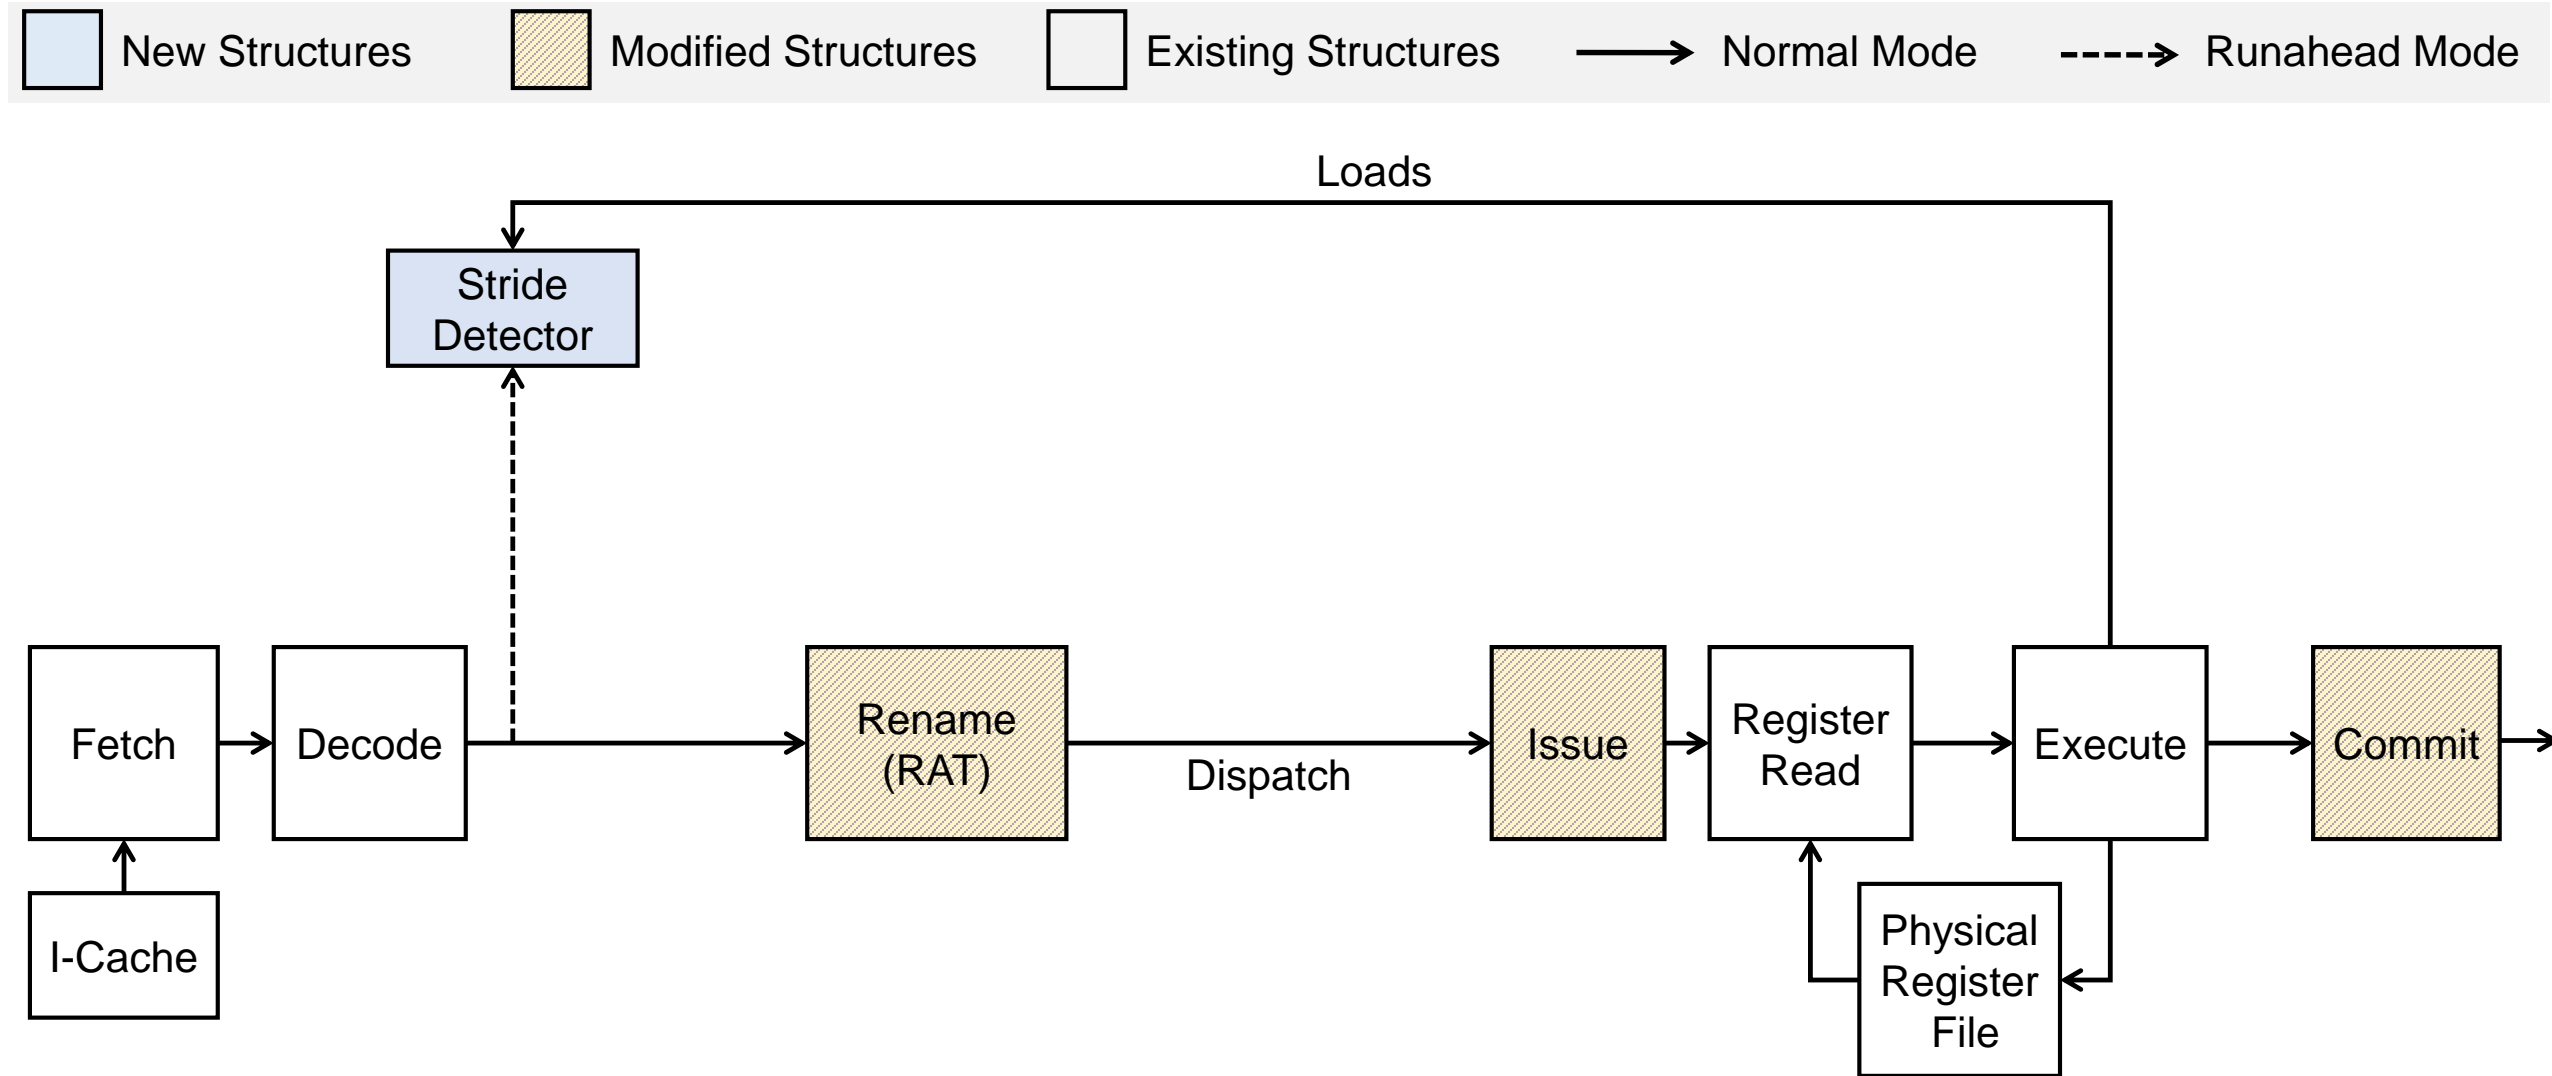 New Structures
Modified Structures
Existing Structures
Normal Mode
Runahead Mode
Loads
Stride
Detector
Fetch
Decode
Rename
(RAT)
Dispatch
Issue
Register
Read
Execute
Commit
I-Cache
Physical
Register
File